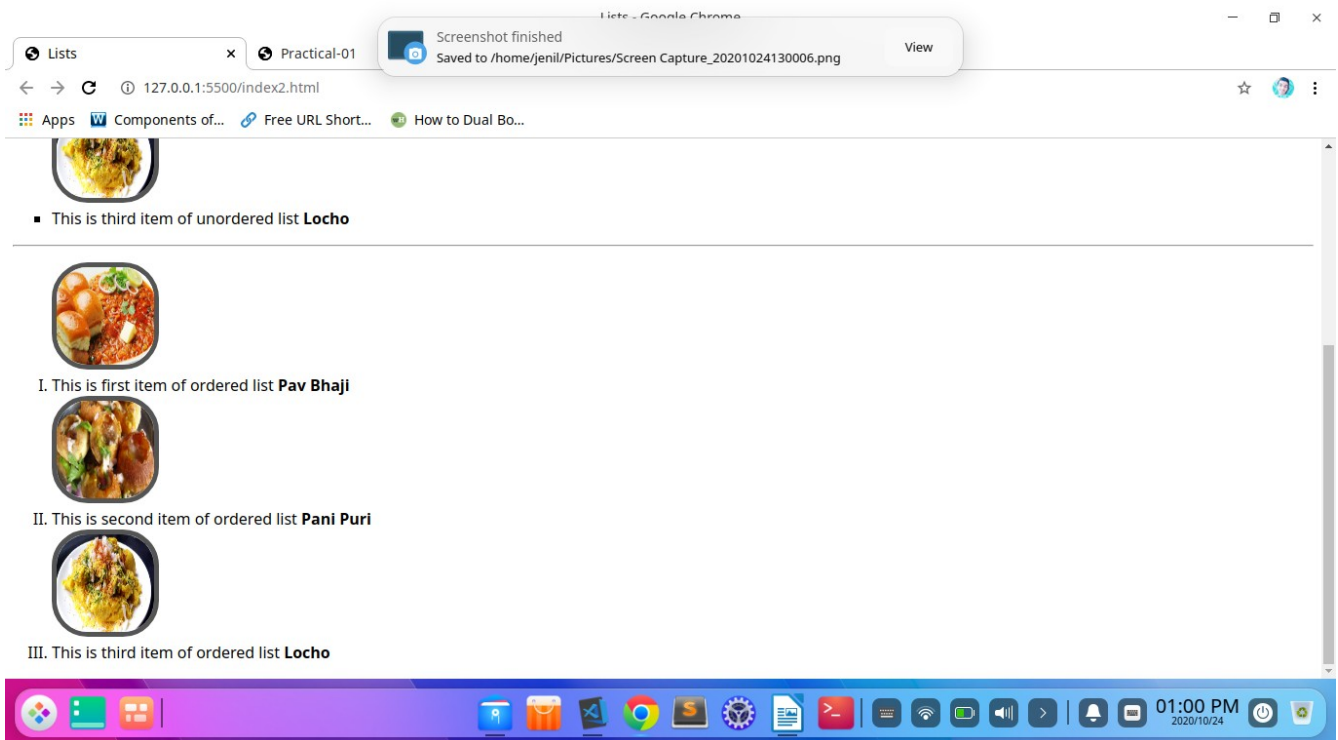 Lists - Google Chrome
Screenshot finished
Saved to /home/jenil/Pictures/Screen Capture_20201024130006.png
View
Lists
Practical-01
127.0.0.1:5500/index2.html
Apps
W Components of...
Free URL Short...
How to Dual Bo...
This is third item of unordered list Locho
I. This is first item of ordered list Pav Bhaji
II. This is second item of ordered list Pani Puri
III. This is third item of ordered list Locho
01:00 PM
2020/10/24